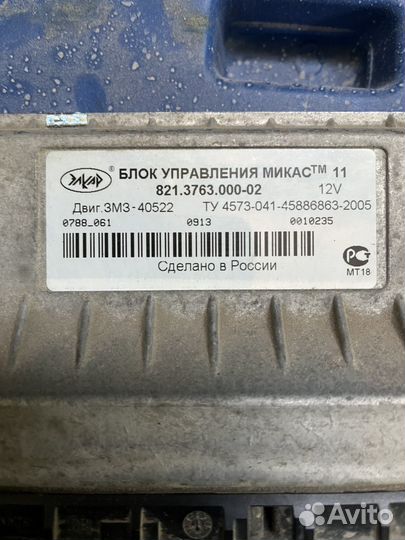 ЭЛКАР ® БЛОК УПРАВЛЕНИЯ МИКАС™ 11
821.3763.000-02 12V
Двиг.ЗМЗ-40522 ТУ 4573-041-45886863-2005
0788_061 0913 0010235
Сделано в России
РСТ
МТ18
Avito